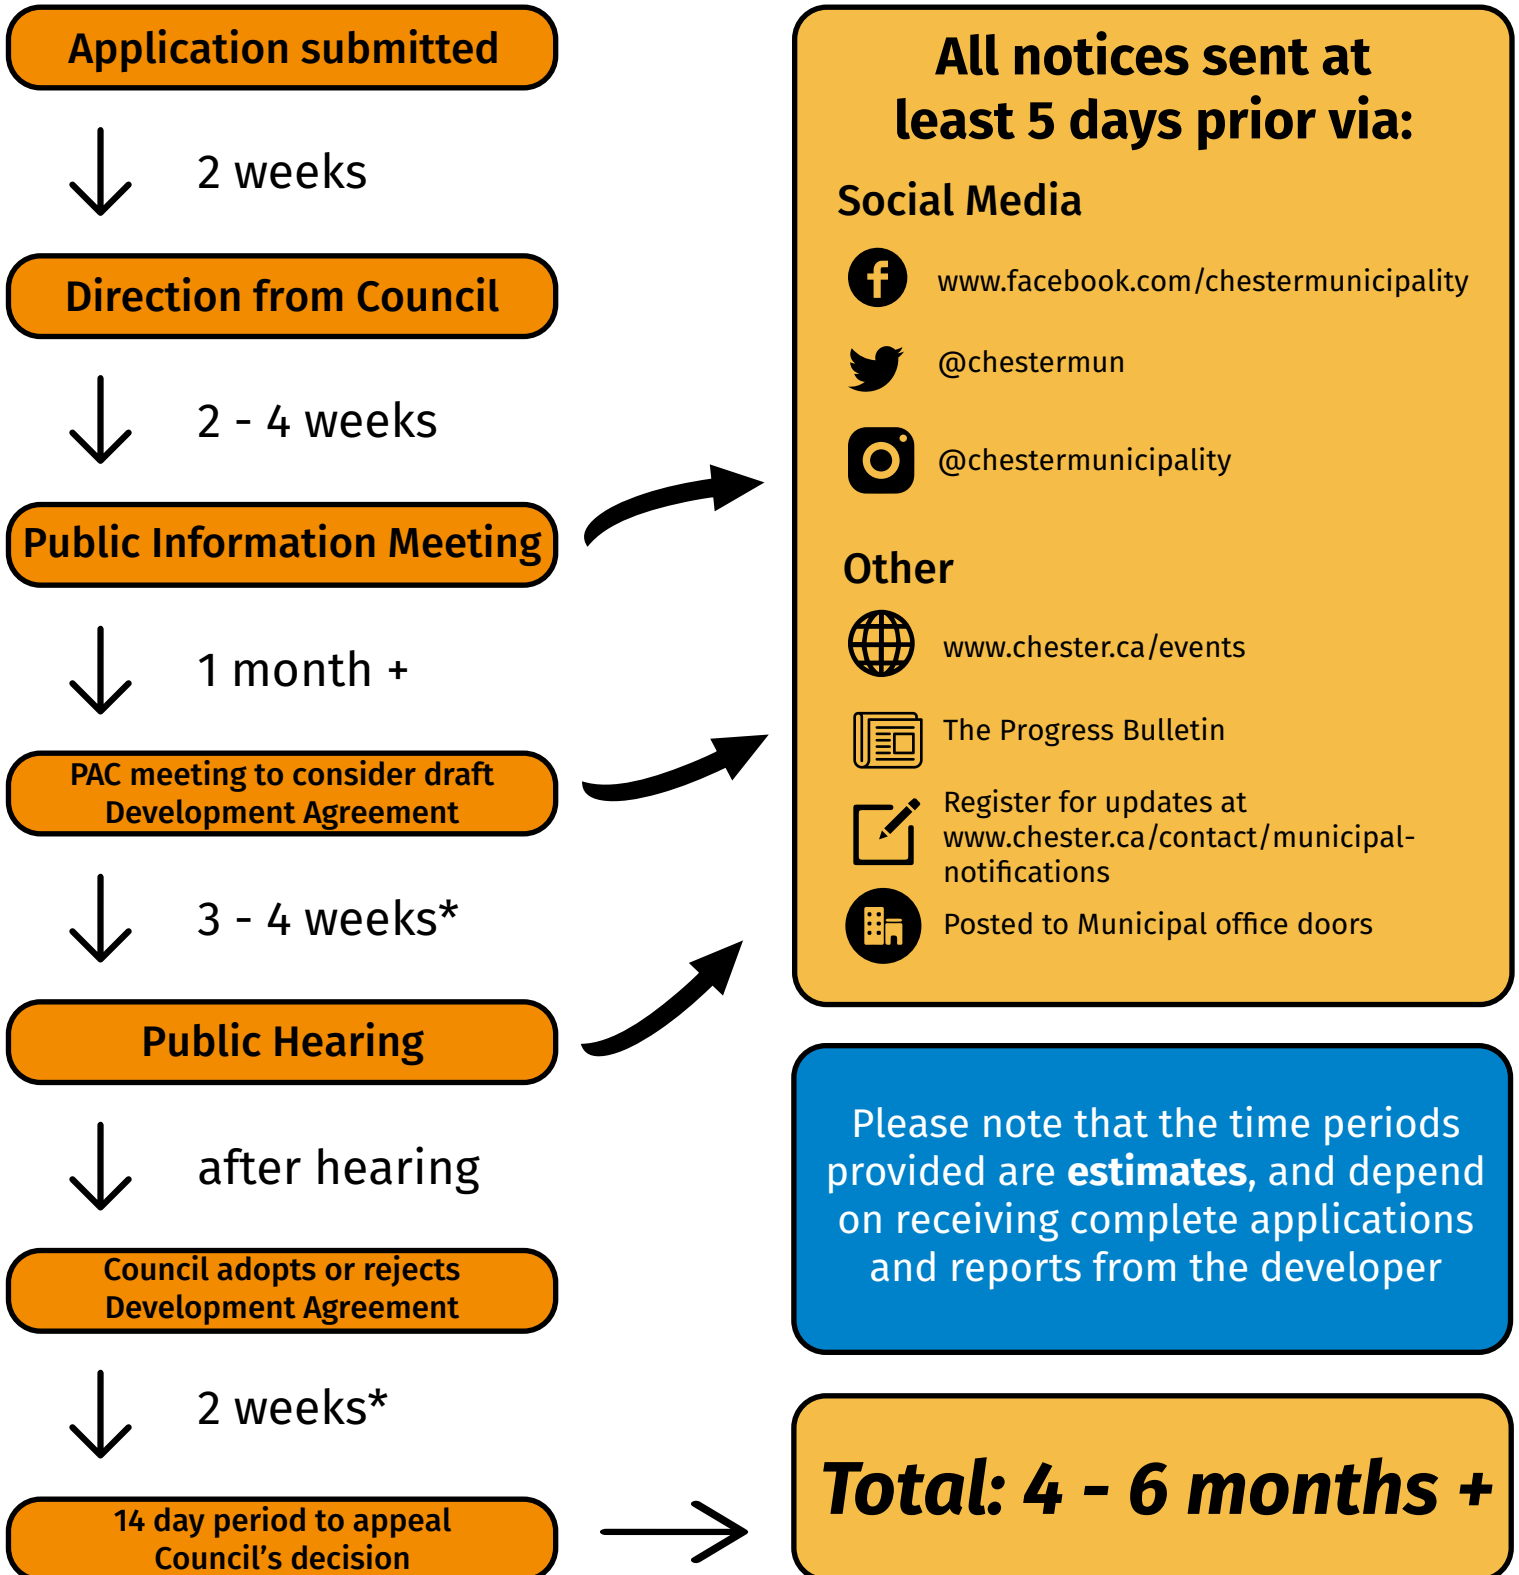 Application submitted
2 weeks
Direction from Council
2 - 4 weeks
Public Information Meeting
1 month +
PAC meeting to consider draft
Development Agreement
3 - 4 weeks*
Public Hearing
after hearing
Council adopts or rejects
Development Agreement
2 weeks*
14 day period to appeal
Council's decision
All notices sent at
least 5 days prior via:
Social Media
www.facebook.com/chestermunicipality
@chestermun
@chestermunicipality
Other
www.chester.ca/events
The Progress Bulletin
Register for updates at
www.chester.ca/contact/municipal-
notifications
Posted to Municipal office doors
Please note that the time periods
provided are estimates, and depend
on receiving complete applications
and reports from the developer
Total: 4 - 6 months +